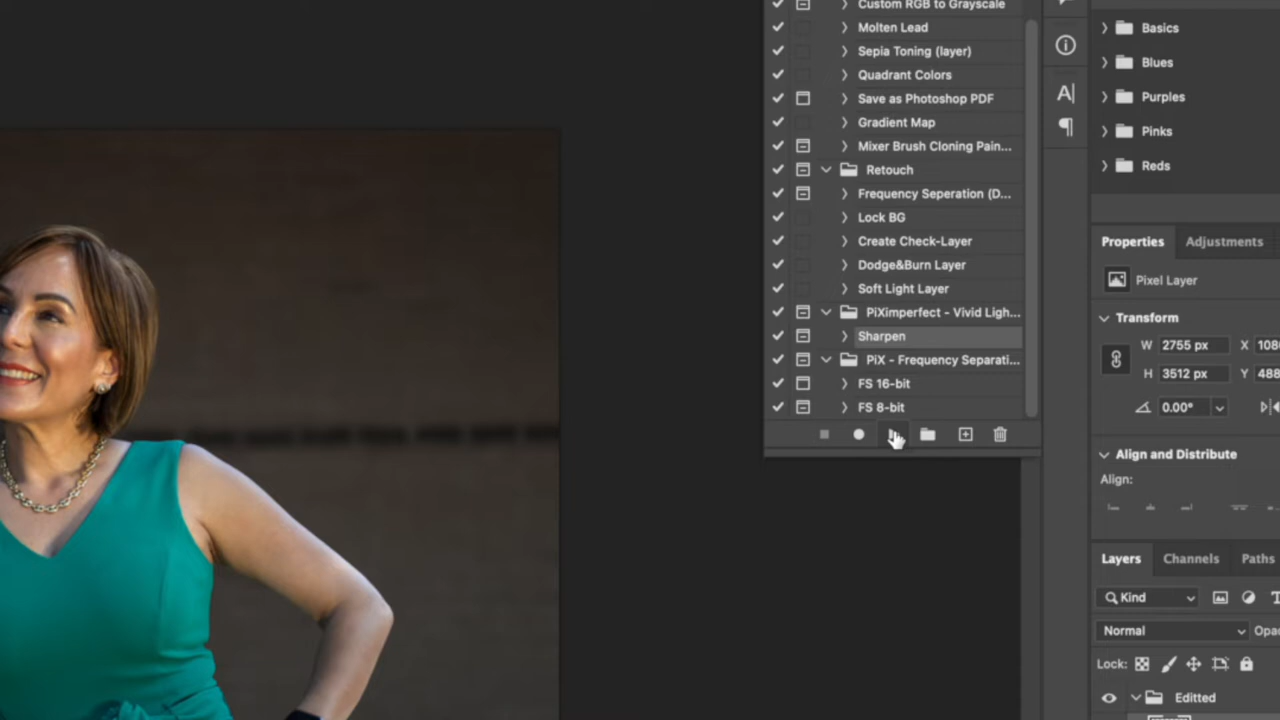 Custom RGB to Grayscale
Molten Lead
Sepia Toning (layer)
Quadrant Colors
Save as Photoshop PDF
Gradient Map
Mixer Brush Cloning Pain...
Retouch
Frequency Seperation (D...
Lock BG
Create Check-Layer
Dodge&Burn Layer
Soft Light Layer
PiXimperfect - Vivid Ligh...
Sharpen
PiX - Frequency Separati...
FS 16-bit
FS 8-bit
A|
Basics
Blues
Purples
Pinks
Reds
Properties Adjustments
Pixel Layer
Transform
W 2755 px X 108
H 3512 px Y 488
0.00°
Align and Distribute
Align:
Layers Channels Paths
Kind T
Normal Opa
Lock:
Editted